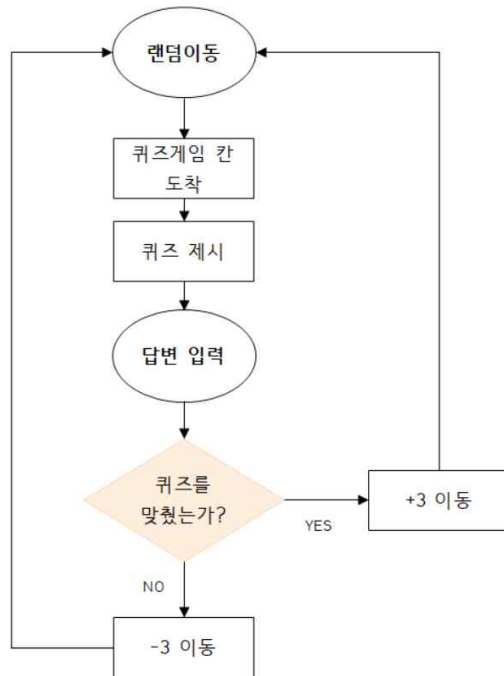 랜덤이동
퀴즈게임 칸
도착
퀴즈 제시
답변 입력
퀴즈를
맞췄는가?
YES
+3 이동
NO
-3 이동